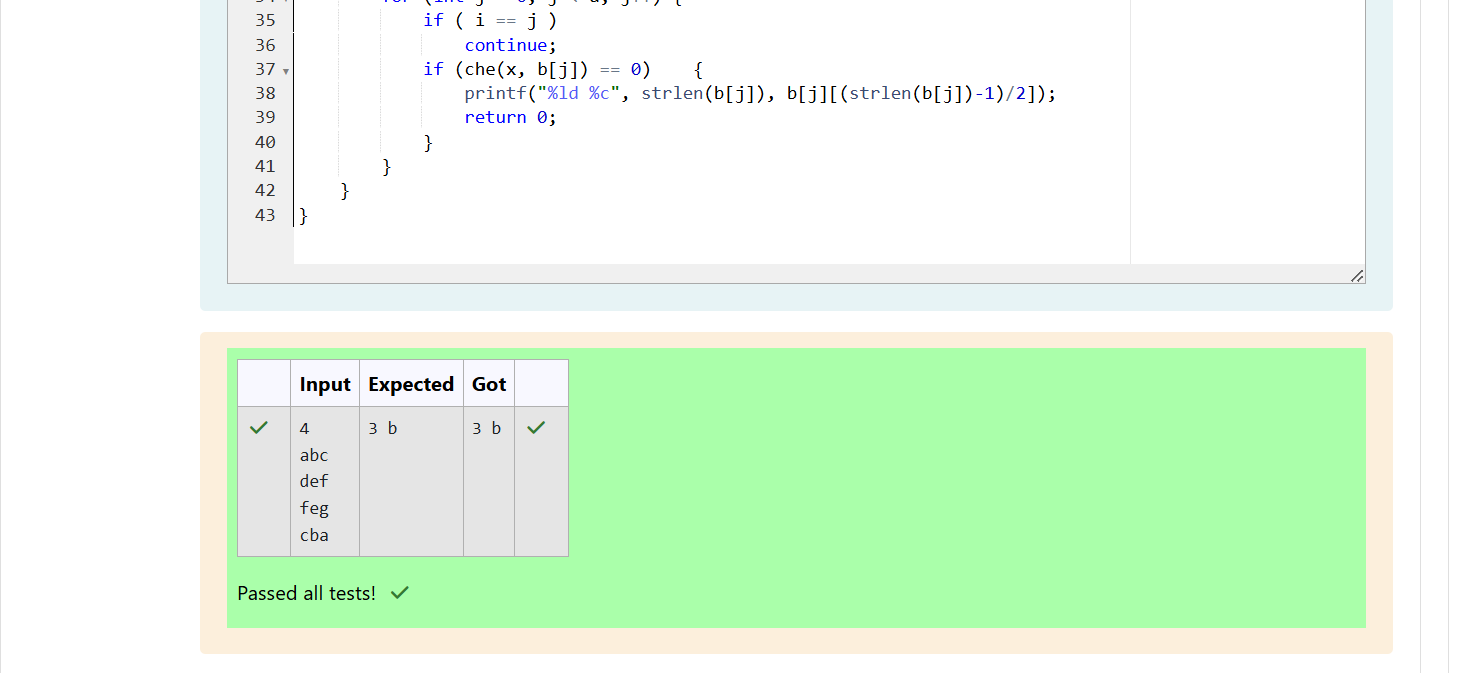 35 if ( i == j )
36 continue;
37 if (che(x, b[j]) == 0) {
38 printf("%ld %c", strlen(b[j]), b[j][(strlen(b[j])-1)/2]);
39 return 0;
40 }
41 }
42 }
43 }
Input Expected Got
4 3 b 3 b
abc
def
feg
cba
Passed all tests!